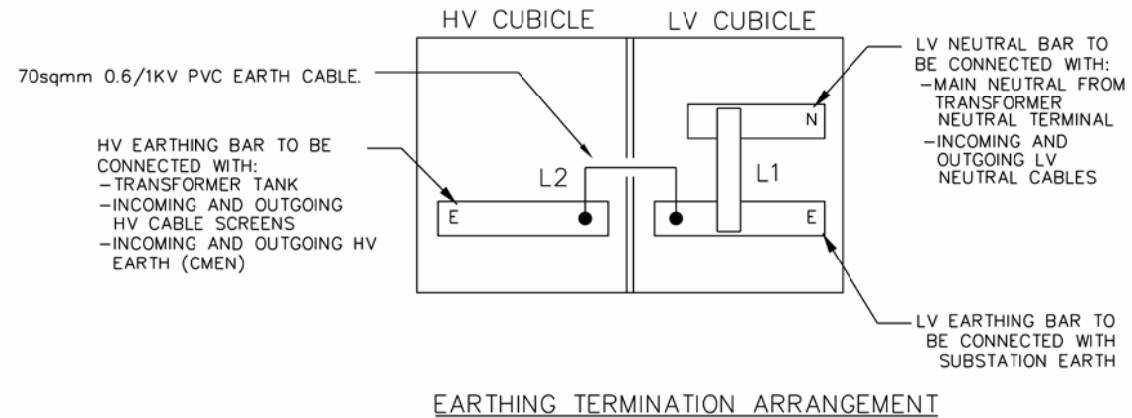 HV CUBICLE
LV CUBICLE
70sqmm 0.6/1KV PVC EARTH CABLE.
HV EARTHING BAR TO BE
CONNECTED WITH:
-TRANSFORMER TANK
-INCOMING AND OUTGOING
HV CABLE SCREENS
-INCOMING AND OUTGOING HV
EARTH (CMEN)
E
L2
L1
N
E
LV NEUTRAL BAR TO
BE CONNECTED WITH:
-MAIN NEUTRAL FROM
TRANSFORMER
NEUTRAL TERMINAL
-INCOMING AND
OUTGOING LV
NEUTRAL CABLES
LV EARTHING BAR TO
BE CONNECTED WITH
SUBSTATION EARTH
EARTHING TERMINATION ARRANGEMENT